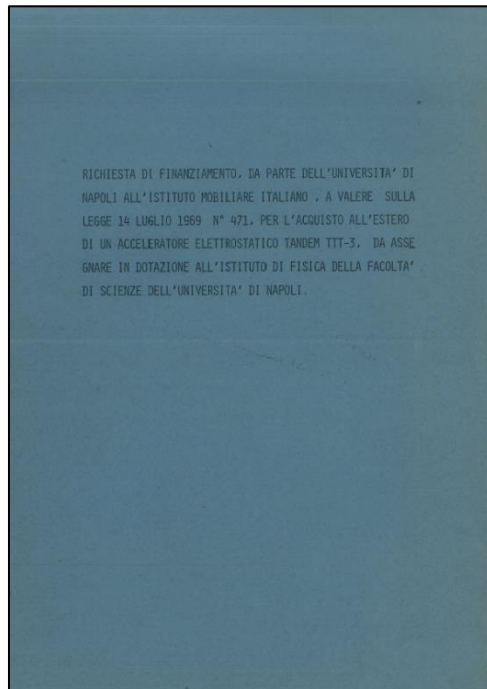 RICHIESTA DI FINANZIAMENTO, DA PARTE DELL'UNIVERSITA' DI
NAPOLI ALL'ISTITUTO MOBILIARE ITALIANO , A VALERE SULLA
LEGGE 14 LUGLIO 1969 N° 471, PER L'ACQUISTO ALL'ESTERO
DI UN ACCELERATORE ELETTROSTATICO TANDEM TTT-3, DA ASSE
GNARE IN DOTAZIONE ALL'ISTITUTO DI FISICA DELLA FACOLTA'
DI SCIENZE DELL'UNIVERSITA' DI NAPOLI.